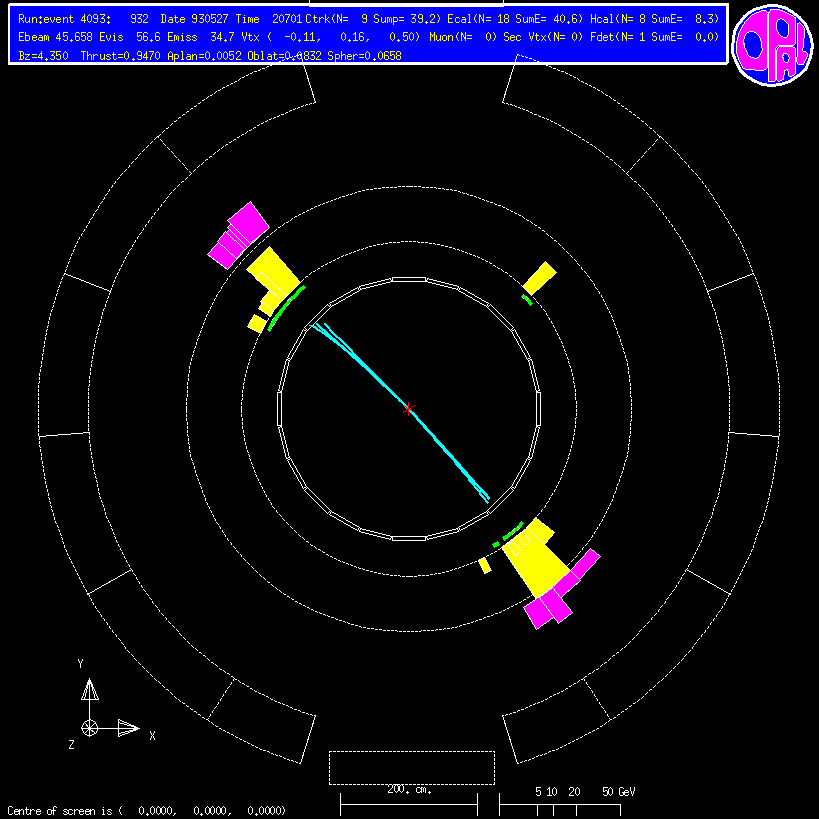 Run:event 4093: 932 Date 930527 Time 20701 Ctrk(N= 9 Sump= 39.2) Ecal(N= 18 SumE= 40.6) Hcal(N= 8 SumE= 8.3)
Ebeam 45.658 Evis 56.6 Emiss 34.7 Vtx ( -0.11, 0.16, 0.50) Muon(N= 0) Sec Vtx(N= 0) Fdet(N= 1 SumE= 0.0)
Bz=4.350 Thrust=0.9470 Aplan=0.0052 Oblat=0.0832 Spher=0.0658
OPAL
Y
X
Z
200. cm.
5 10 20 50 GeV
Centre of screen is ( 0.0000, 0.0000, 0.0000)